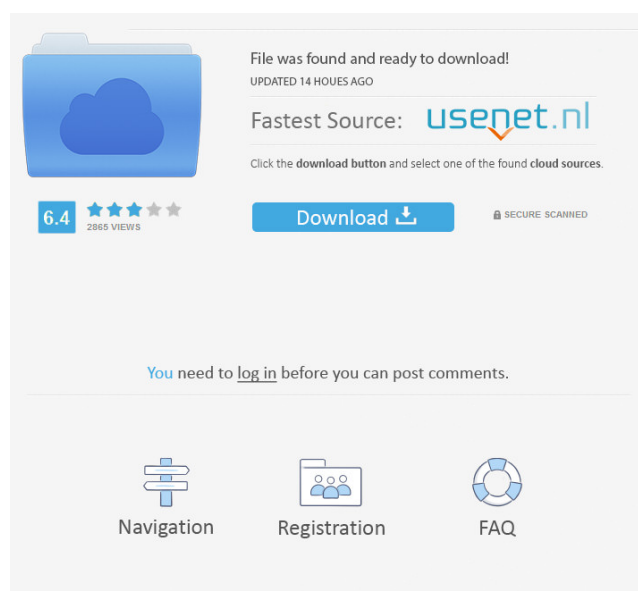 File was found and ready to download!
UPDATED 14 HOUES AGO
Fastest Source: usenet.nl
Click the download button and select one of the found cloud sources.
6.4
2865 VIEWS
Download
SECURE SCANNED
You need to log in before you can post comments.
Navigation
Registration
FAQ